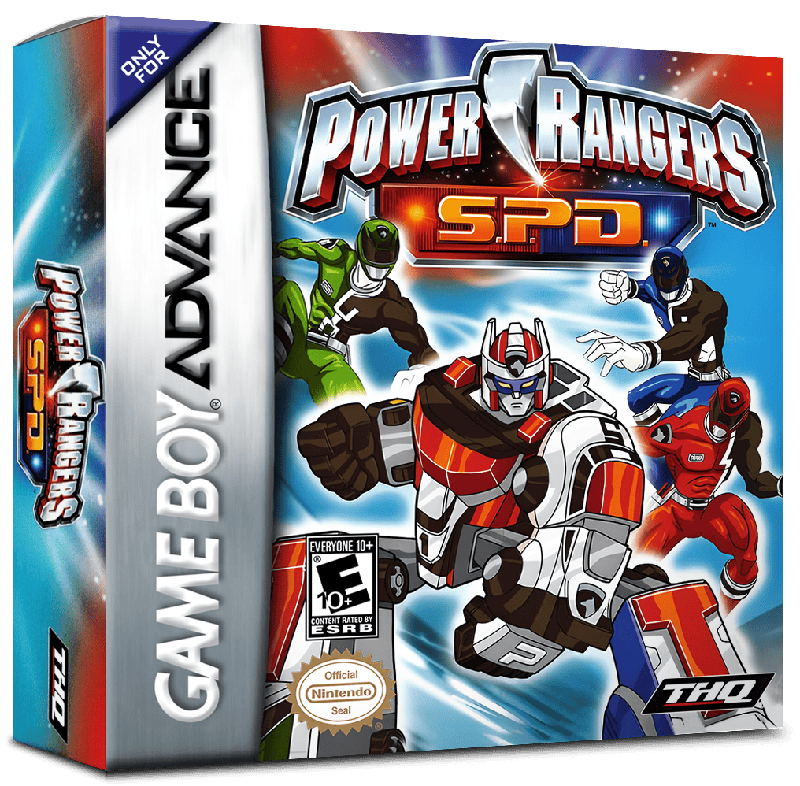 ONLY
FOR
GAME BOY ADVANCE
®
POWER RANGERS
S.P.D.
™
POWER RANGERS
SPD
THQ
EVERYONE 10+
®
E
10+
CONTENT RATED BY
ESRB
Official
Nintendo
Seal
THQ